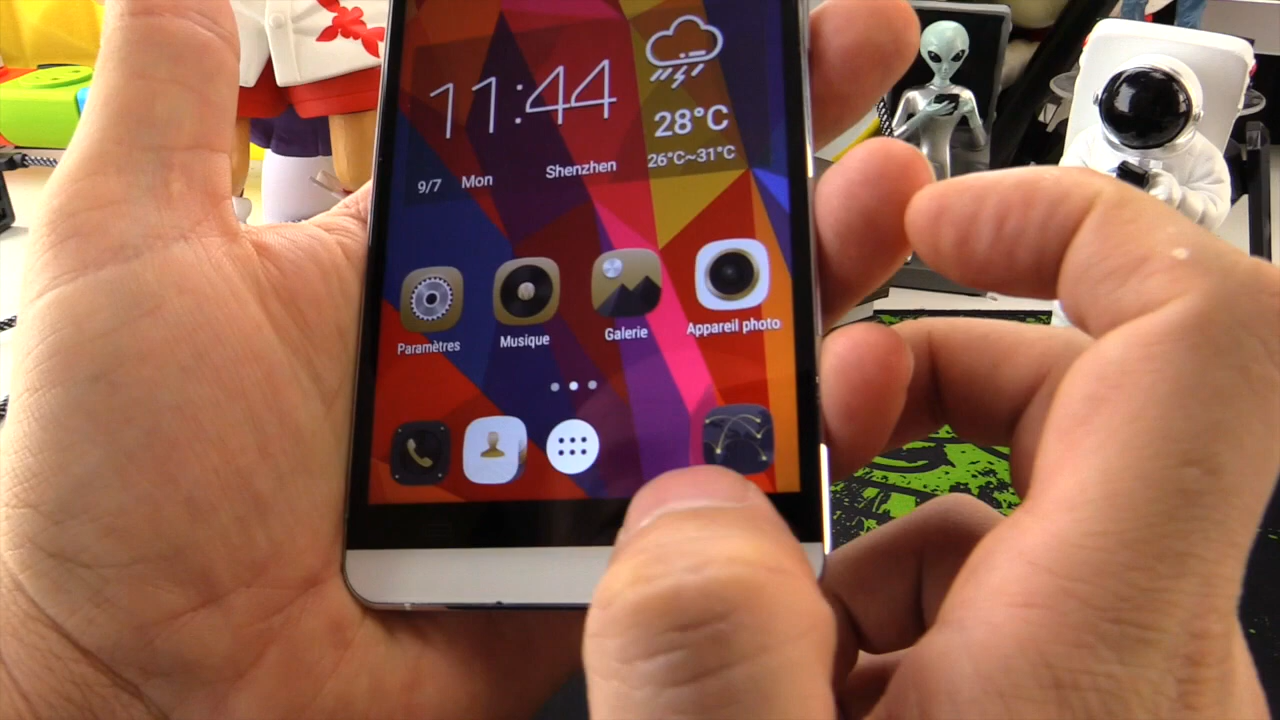 11:44
28°C
26°C~31°C
9/7 Mon Shenzhen
Paramètres Musique Galerie Appareil photo